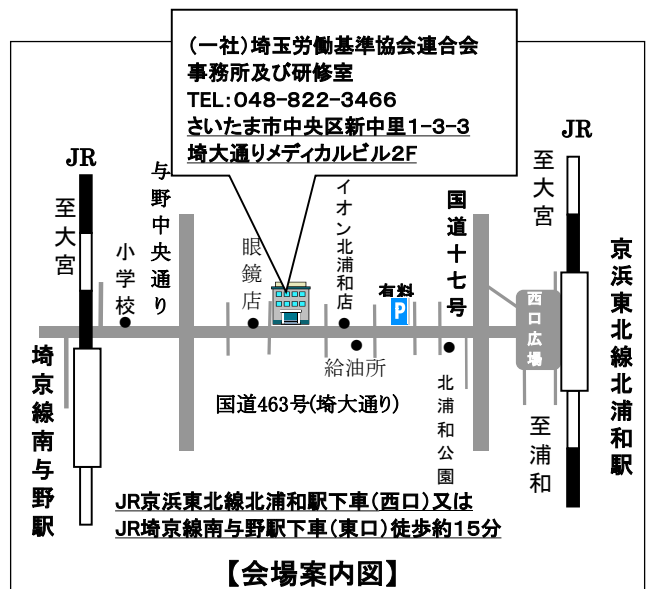 （一社）埼玉労働基準協会連合会
事務所及び研修室
TEL：048-822-3466
さいたま市中央区新中里1-3-3
埼大通りメディカルビル2F
JR
至大宮
小学校
与野中央通り
眼鏡店
イオン北浦和店
有料
P
国道十七号
JR
至大宮
西口広場
京浜東北線北浦和駅
埼京線南与野駅
給油所
国道463号(埼大通り)
北浦和公園
至浦和
JR京浜東北線北浦和駅下車（西口）又は
JR埼京線南与野駅下車（東口）徒歩約15分
【会場案内図】